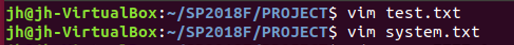 jh@jh-VirtualBox:~/SP2018F/PROJECT$ vim test.txt
jh@jh-VirtualBox:~/SP2018F/PROJECT$ vim system.txt